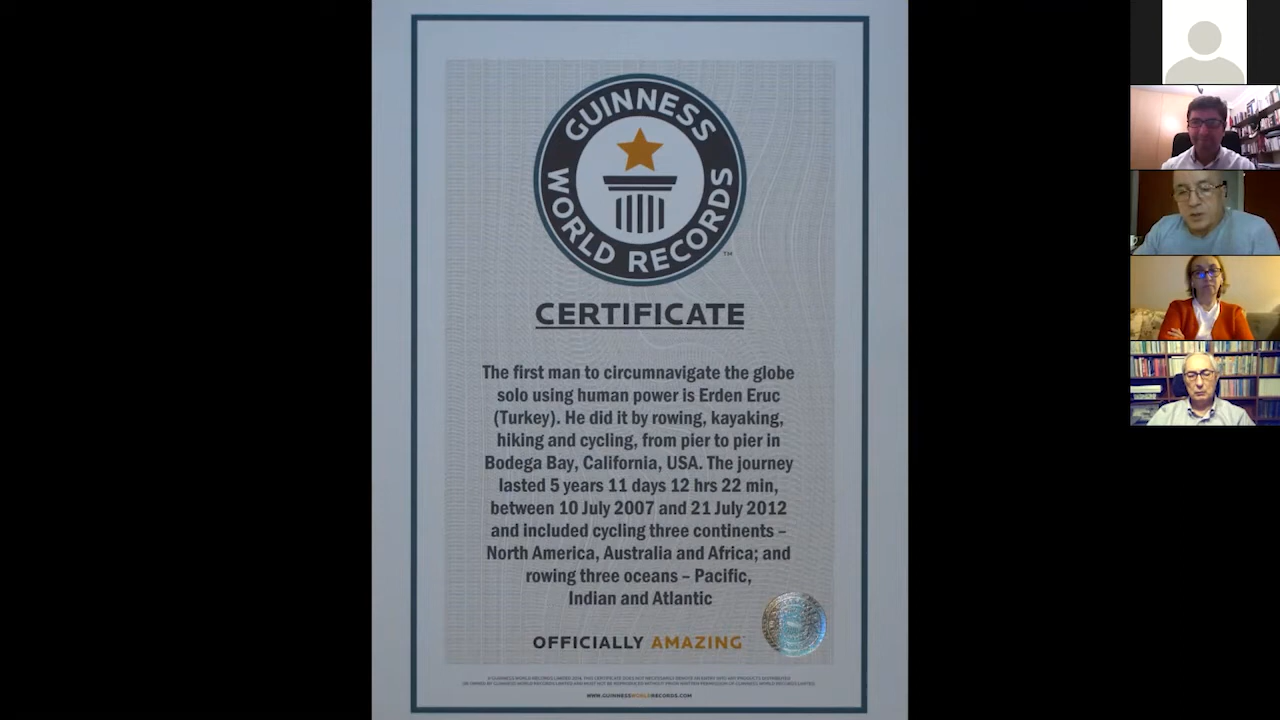 GUINNESS
WORLD RECORDS
TM
CERTIFICATE
The first man to circumnavigate the globe
solo using human power is Erden Eruc
(Turkey). He did it by rowing, kayaking,
hiking and cycling, from pier to pier in
Bodega Bay, California, USA. The journey
lasted 5 years 11 days 12 hrs 22 min,
between 10 July 2007 and 21 July 2012
and included cycling three continents –
North America, Australia and Africa; and
rowing three oceans – Pacific,
Indian and Atlantic
OFFICIALLY AMAZING
WWW.GUINNESSWORLDRECORDS.COM